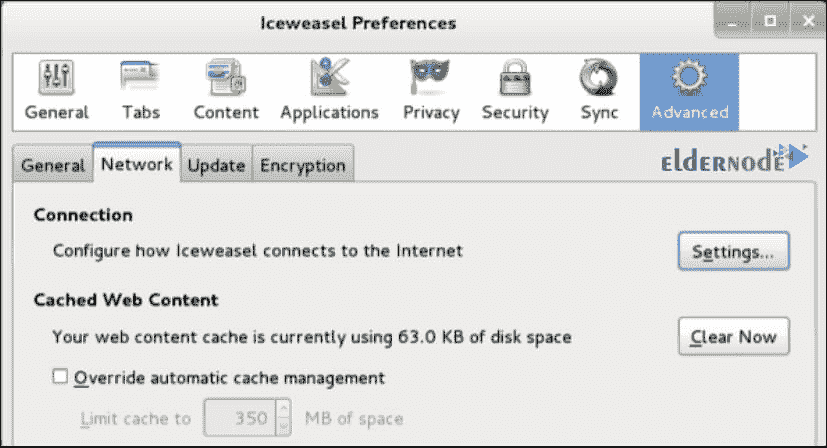 Iceweasel Preferences
General Tabs Content Applications Privacy Security Sync Advanced
General Network Update Encryption
ELDERNODE
Connection
Configure how Iceweasel connects to the Internet Settings...
Cached Web Content
Your web content cache is currently using 63.0 KB of disk space Clear Now
Override automatic cache management
Limit cache to 350 MB of space